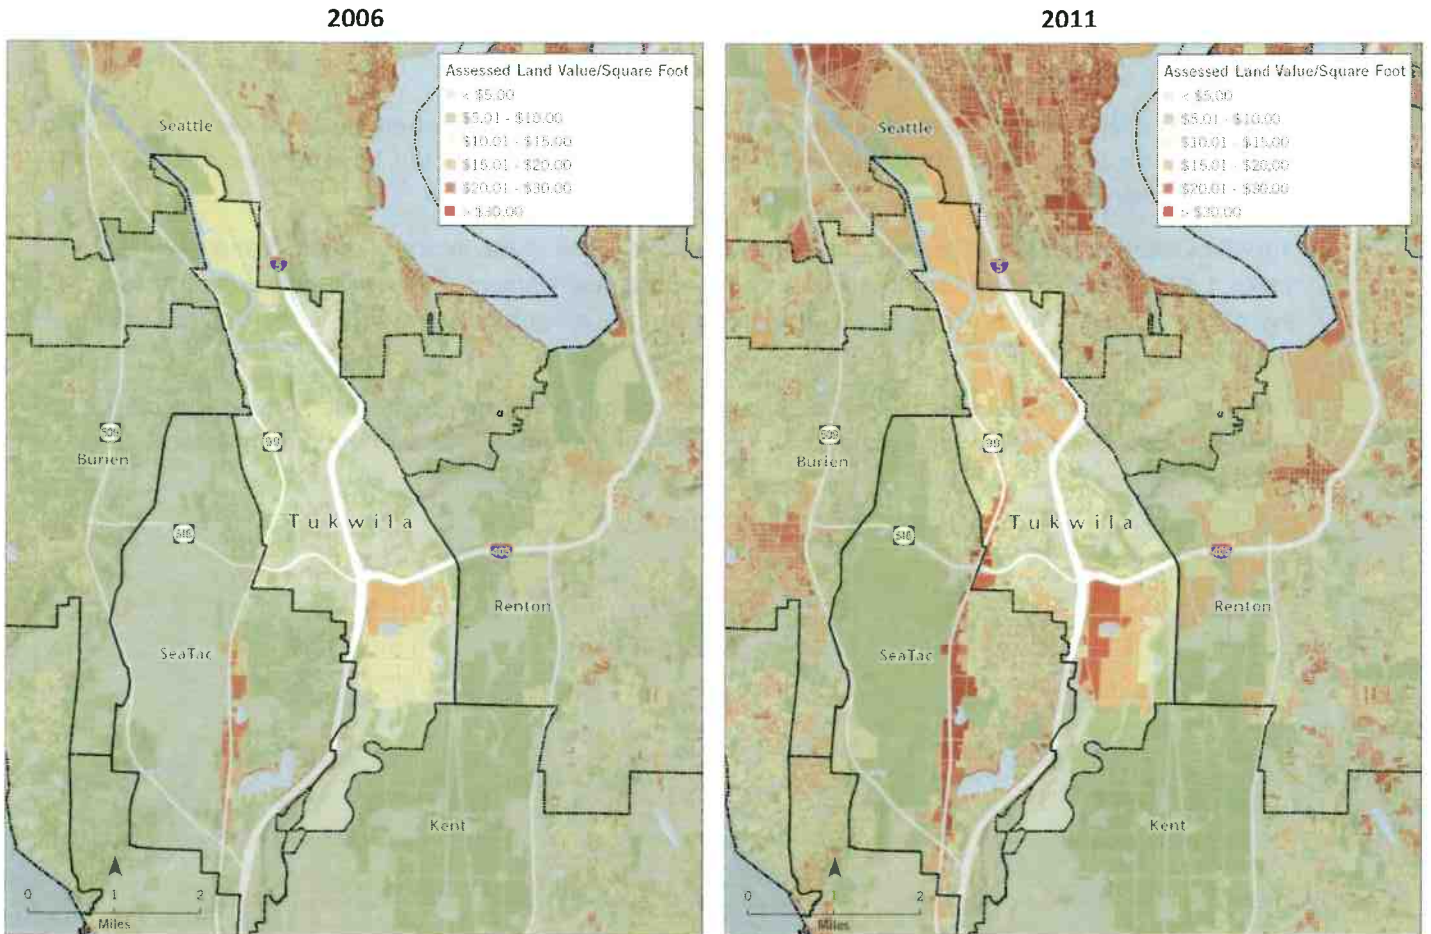 2006
Assessed Land Value/Square Foot
< $5.00
$5.01 - $10.00
$10.01 - $15.00
$15.01 - $20.00
$20.01 - $30.00
> $30.00
Seattle
5
509
99
Burien
518
Tukwila
405
Renton
SeaTac
Kent
0 1 2
Miles
2011
Assessed Land Value/Square Foot
< $5.00
$5.01 - $10.00
$10.01 - $15.00
$15.01 - $20.00
$20.01 - $30.00
> $30.00
Seattle
5
509
99
Burien
518
Tukwila
405
Renton
SeaTac
Kent
0 1 2
Miles